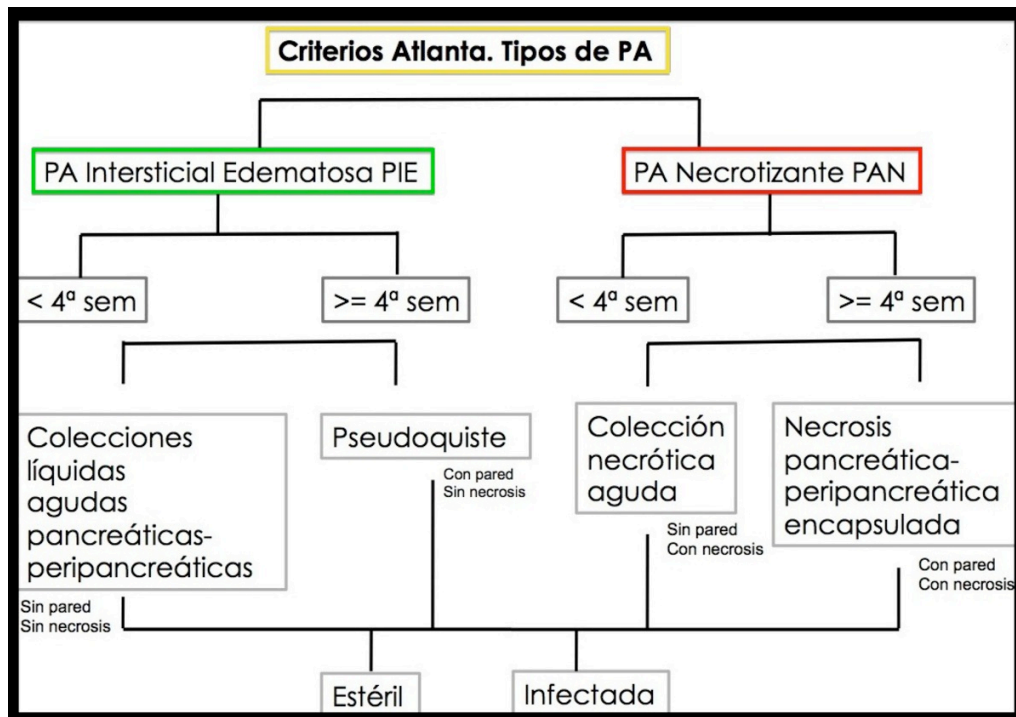 Criterios Atlanta. Tipos de PA
PA Intersticial Edematosa PIE
PA Necrotizante PAN
< 4ª sem
>= 4ª sem
< 4ª sem
>= 4ª sem
Colecciones
líquidas
agudas
pancreáticas-
peripancreáticas
Sin pared
Sin necrosis
Pseudoquiste
Con pared
Sin necrosis
Colección
necrótica
aguda
Sin pared
Con necrosis
Necrosis
pancreática-
peripancreática
encapsulada
Con pared
Con necrosis
Estéril
Infectada